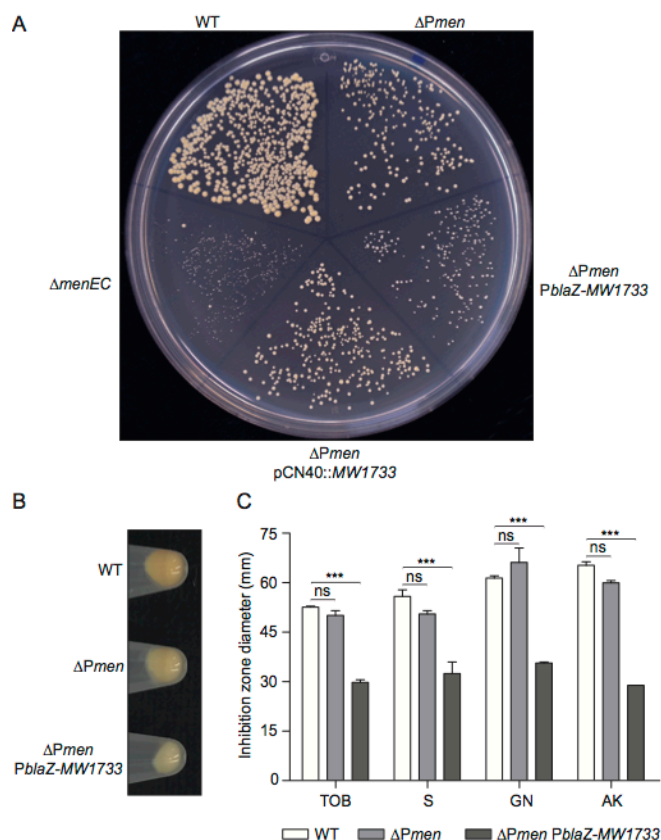 A
WT
ΔPmen
ΔmenEC
ΔPmen
PblaZ-MW1733
ΔPmen
pCN40::MW1733
B
WT
ΔPmen
ΔPmen
PblaZ-MW1733
C
Inhibition zone diameter (mm)
75
60
45
30
15
0
***
ns
***
ns
***
ns
***
ns
TOB
S
GN
AK
WT
ΔPmen
ΔPmen PblaZ-MW1733